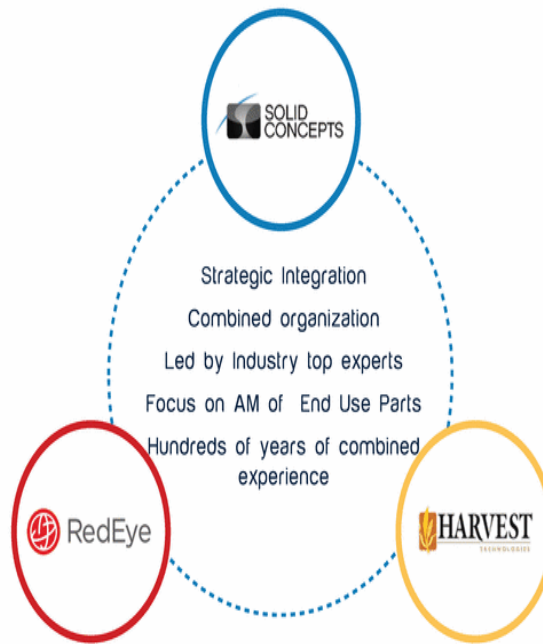 SOLID
CONCEPTS
Strategic Integration
Combined organization
Led by Industry top experts
Focus on AM of End Use Parts
Hundreds of years of combined
experience
RedEye
HARVEST
TECHNOLOGIES